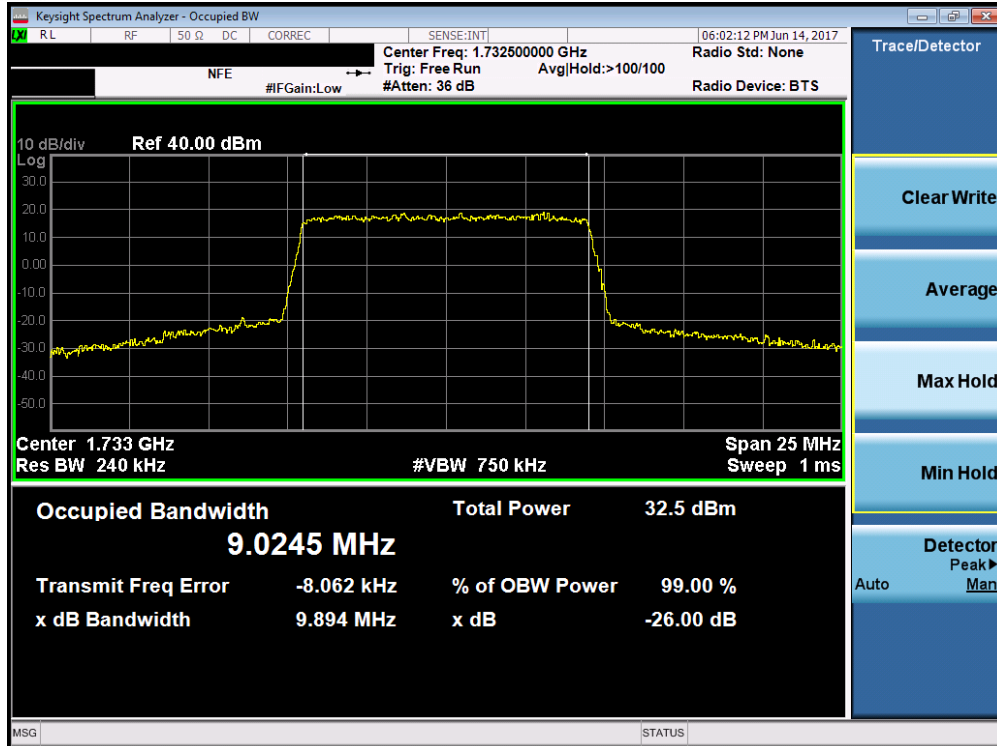 Keysight Spectrum Analyzer - Occupied BW
LXI RL RF 50 Ω DC CORREC SENSE:INT 06:02:12 PM Jun 14, 2017
Center Freq: 1.732500000 GHz Radio Std: None
NFE Trig: Free Run Avg|Hold:>100/100
#IFGain:Low #Atten: 36 dB Radio Device: BTS
10 dB/div Ref 40.00 dBm
Log
30.0
20.0
10.0
0.00
-10.0
-20.0
-30.0
-40.0
-50.0
Center 1.733 GHz Span 25 MHz
Res BW 240 kHz #VBW 750 kHz Sweep 1 ms
Occupied Bandwidth Total Power 32.5 dBm
9.0245 MHz
Transmit Freq Error -8.062 kHz % of OBW Power 99.00 %
x dB Bandwidth 9.894 MHz x dB -26.00 dB
MSG STATUS
Trace/Detector
Clear Write
Average
Max Hold
Min Hold
Detector
Peak▶
Auto Man